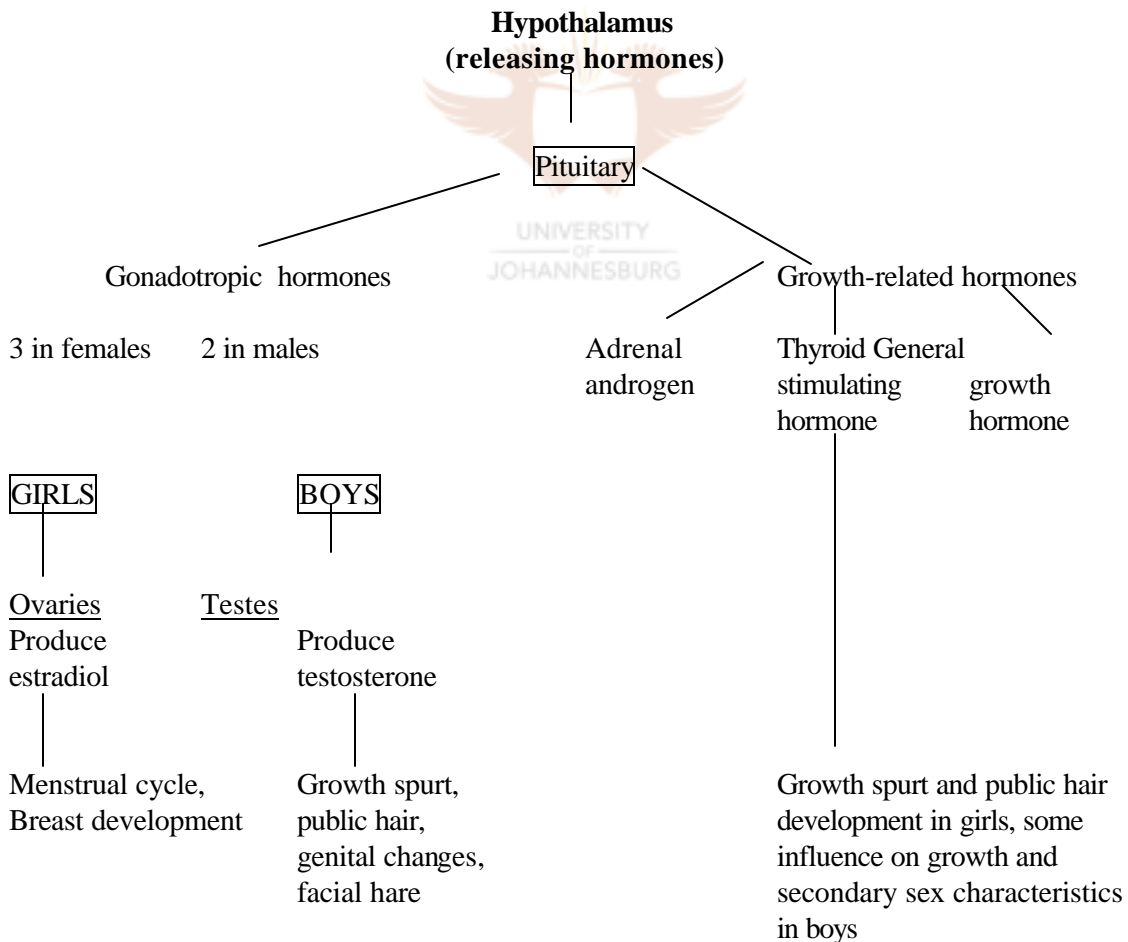 Hypothalamus
(releasing hormones)
Pituitary
UNIVERSITY
OF
JOHANNESBURG
Gonadotropic hormones
Growth-related hormones
3 in females 2 in males
Adrenal
androgen
Thyroid General
stimulating growth
hormone hormone
GIRLS
BOYS
Ovaries Testes
Produce
estradiol
Produce
testosterone
Menstrual cycle,
Breast development
Growth spurt,
public hair,
genital changes,
facial hare
Growth spurt and public hair
development in girls, some
influence on growth and
secondary sex characteristics
in boys